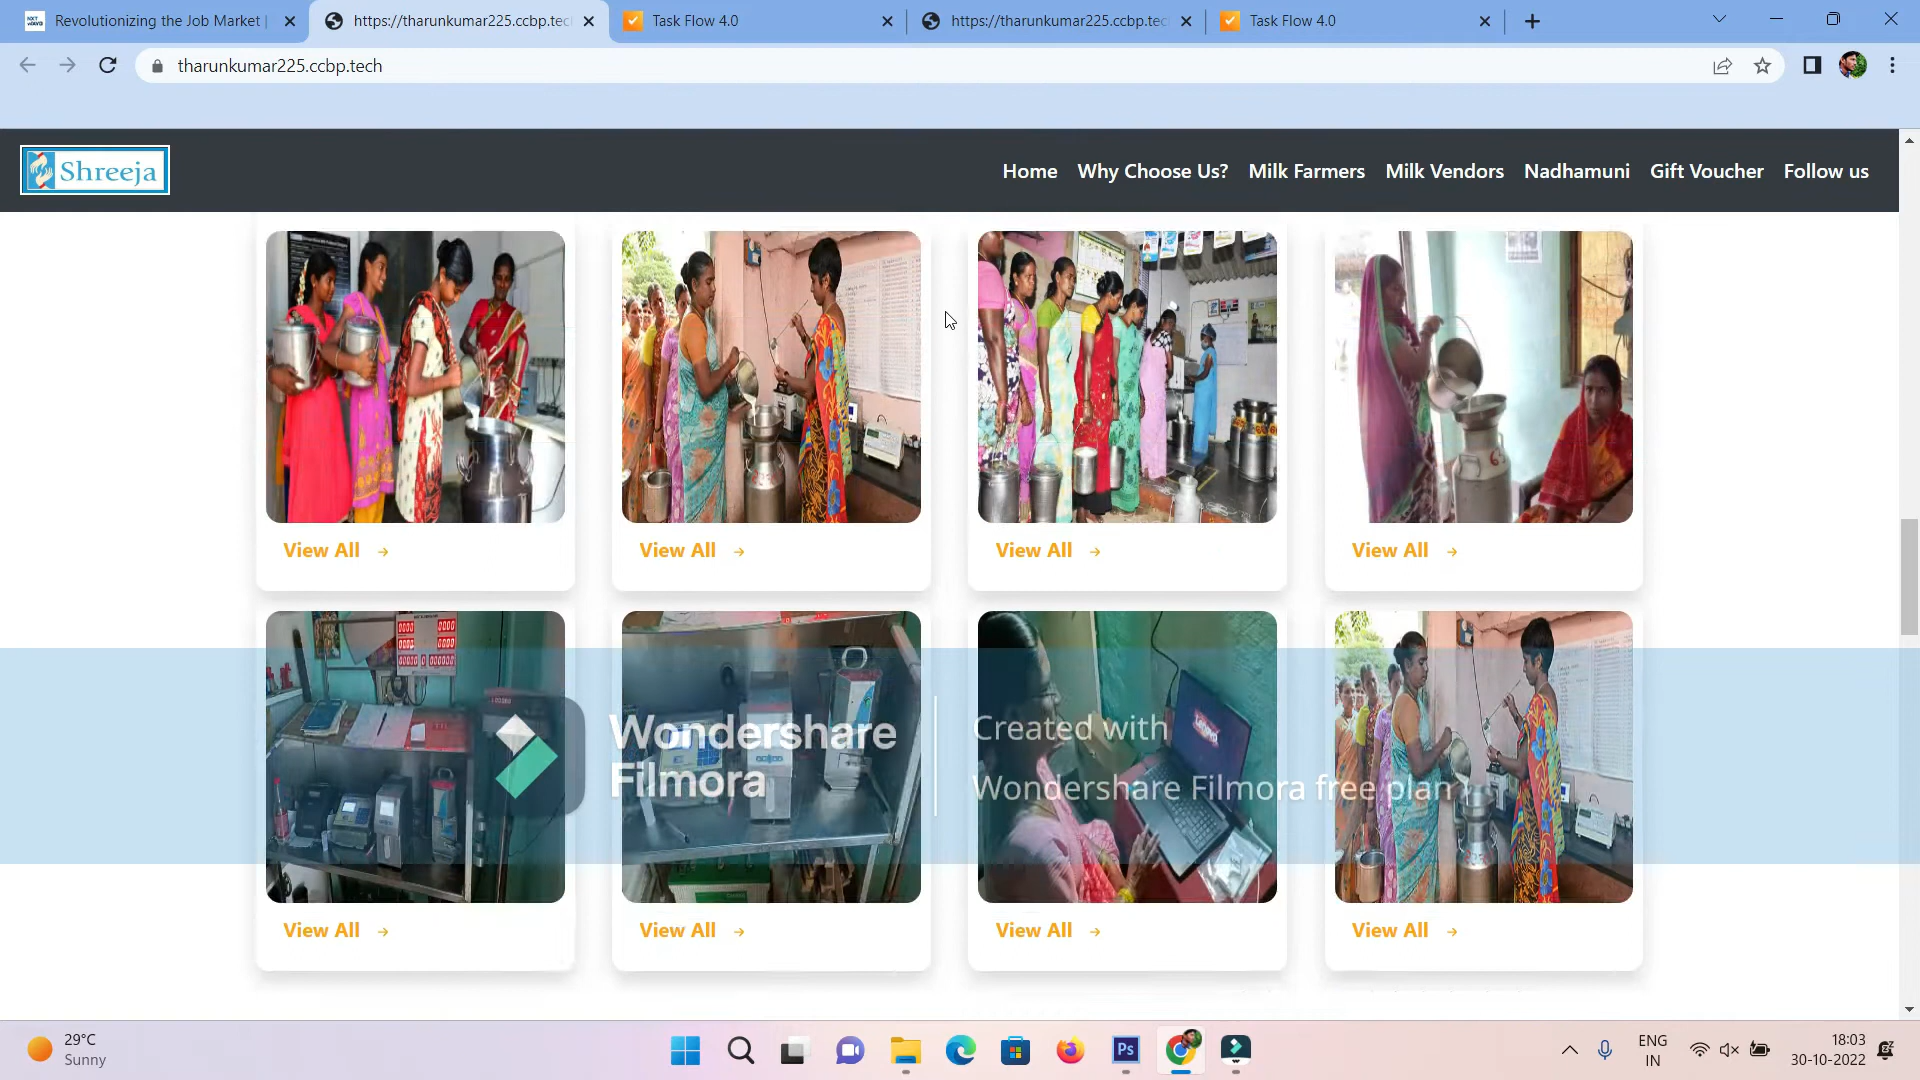 Revolutionizing the Job Market |
https://tharunkumar225.ccbp.tec
Task Flow 4.0
https://tharunkumar225.ccbp.tec
Task Flow 4.0
tharunkumar225.ccbp.tech
Shreeja
Home
Why Choose Us?
Milk Farmers
Milk Vendors
Nadhamuni
Gift Voucher
Follow us
View All →
View All →
View All →
View All →
Wondershare
Filmora
Created with
Wondershare Filmora free plan
View All →
View All →
View All →
View All →
29°C
Sunny
Ps
ENG
IN
18:03
30-10-2022